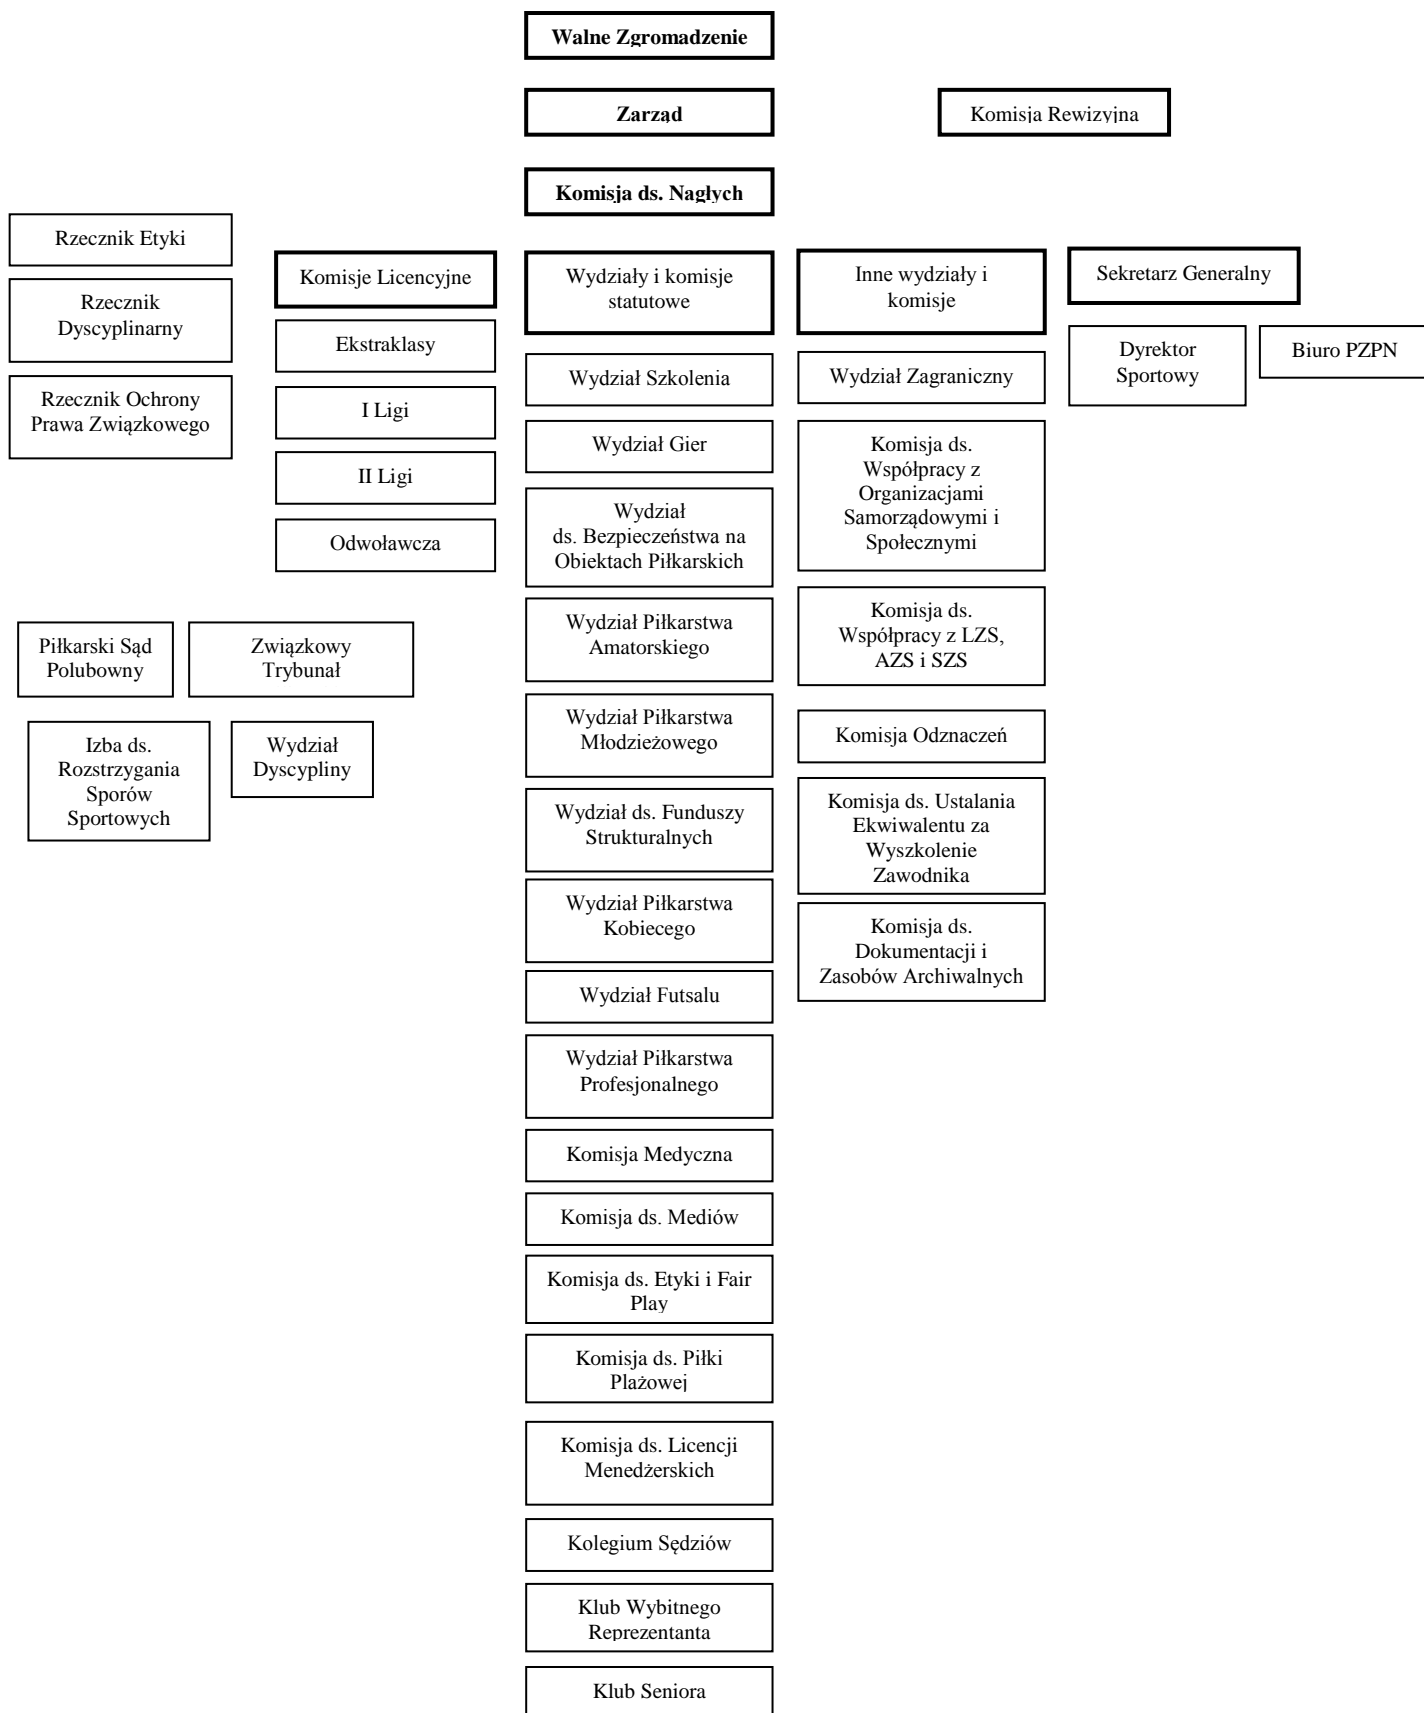 Walne Zgromadzenie
Zarząd
Komisja Rewizyjna
Komisja ds. Nagłych
Rzecznik Etyki
Rzecznik
Dyscyplinarny
Rzecznik Ochrony
Prawa Związkowego
Komisje Licencyjne
Ekstraklasy
I Ligi
II Ligi
Odwoławcza
Piłkarski Sąd
Polubowny
Związkowy
Trybunał
Izba ds.
Rozstrzygania
Sporów
Sportowych
Wydział
Dyscypliny
Wydziały i komisje
statutowe
Wydział Szkolenia
Wydział Gier
Wydział
ds. Bezpieczeństwa na
Obiektach Piłkarskich
Wydział Piłkarstwa
Amatorskiego
Wydział Piłkarstwa
Młodzieżowego
Wydział ds. Funduszy
Strukturalnych
Wydział Piłkarstwa
Kobiecego
Wydział Futsalu
Wydział Piłkarstwa
Profesjonalnego
Komisja Medyczna
Komisja ds. Mediów
Komisja ds. Etyki i Fair
Play
Komisja ds. Piłki
Plażowej
Komisja ds. Licencji
Menedżerskich
Kolegium Sędziów
Klub Wybitnego
Reprezentanta
Klub Seniora
Inne wydziały i
komisje
Wydział Zagraniczny
Komisja ds.
Współpracy z
Organizacjami
Samorządowymi i
Społecznymi
Komisja ds.
Współpracy z LZS,
AZS i SZS
Komisja Odznaczeń
Komisja ds. Ustalania
Ekwiwalentu za
Wyszkolenie
Zawodnika
Komisja ds.
Dokumentacji i
Zasobów Archiwalnych
Sekretarz Generalny
Dyrektor
Sportowy
Biuro PZPN